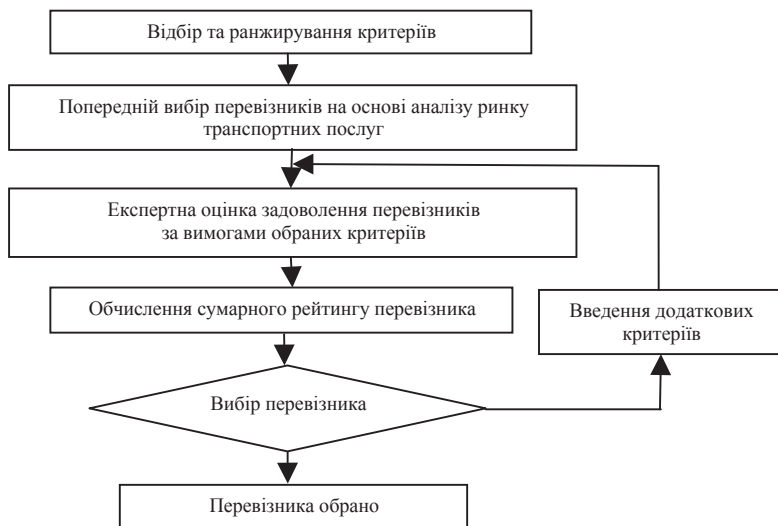 Відбір та ранжирування критеріїв
Попередній вибір перевізників на основі аналізу ринку
транспортних послуг
Експертна оцінка задоволення перевізників
за вимогами обраних критеріїв
Обчислення сумарного рейтингу перевізника
Введення додаткових
критеріїв
Вибір перевізника
Перевізника обрано